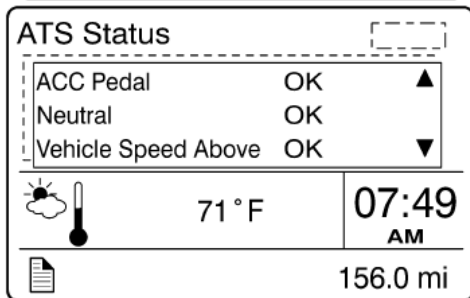 ATS Status
ACC Pedal OK
Neutral OK
Vehicle Speed Above OK
71°F
07:49
AM
156.0 mi